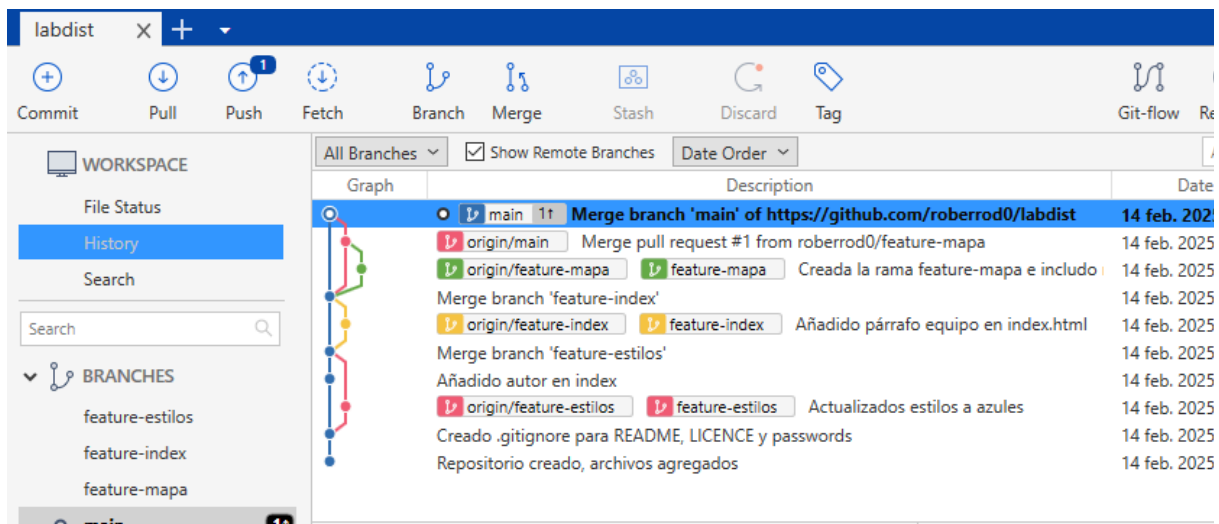 labdist
1
Commit Pull Push Fetch Branch Merge Stash Discard Tag Git-flow
WORKSPACE
File Status
History
Search
Search
BRANCHES
feature-estilos
feature-index
feature-mapa
main 1↑
All Branches Show Remote Branches Date Order
Graph Description Date
main 1↑ Merge branch 'main' of https://github.com/roberrod0/labdist 14 feb. 2025
origin/main Merge pull request #1 from roberrod0/feature-mapa 14 feb. 2025
origin/feature-mapa feature-mapa Creada la rama feature-mapa e includo 14 feb. 2025
Merge branch 'feature-index' 14 feb. 2025
origin/feature-index feature-index Añadido párrafo equipo en index.html 14 feb. 2025
Merge branch 'feature-estilos' 14 feb. 2025
Añadido autor en index 14 feb. 2025
origin/feature-estilos feature-estilos Actualizados estilos a azules 14 feb. 2025
Creado .gitignore para README, LICENCE y passwords 14 feb. 2025
Repositorio creado, archivos agregados 14 feb. 2025